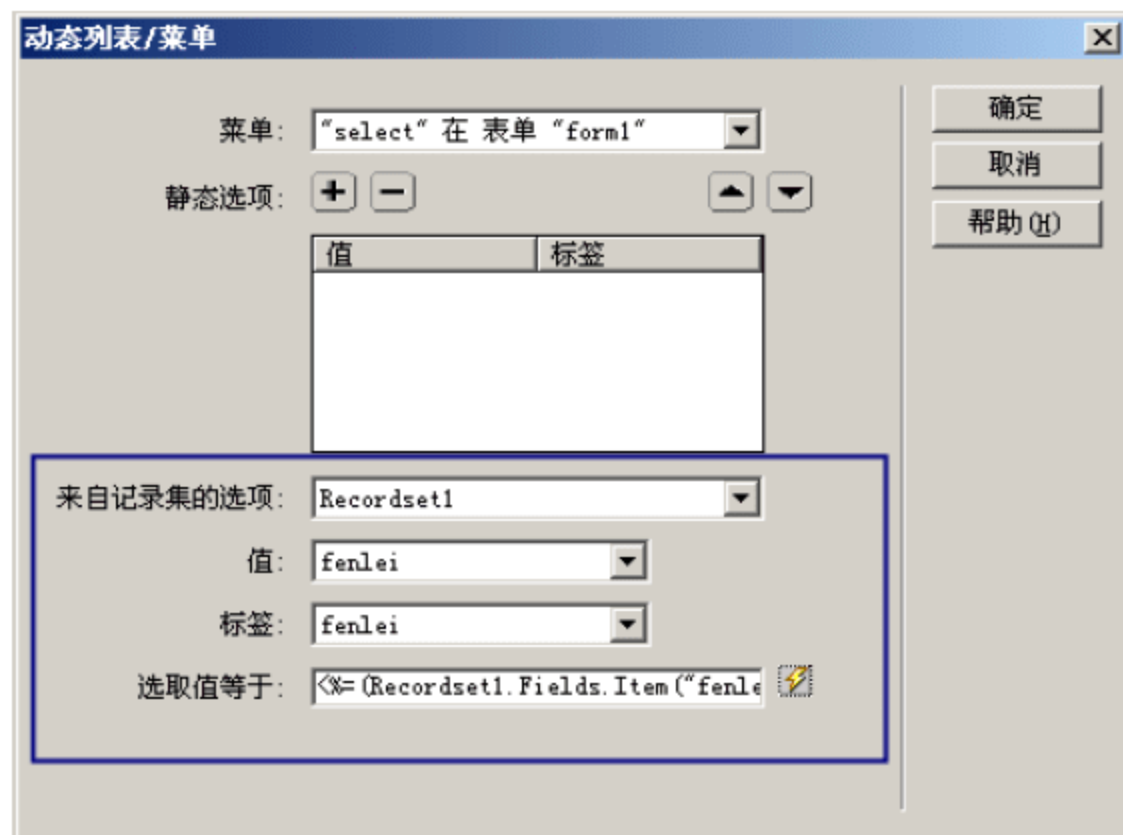 动态列表/菜单
菜单: "select" 在 表单 "form1"
确定
取消
静态选项:
帮助(H)
值 标签
来自记录集的选项: Recordset1
值: fenlei
标签: fenlei
选取值等于: <%=(Recordset1.Fields.Item("fenle